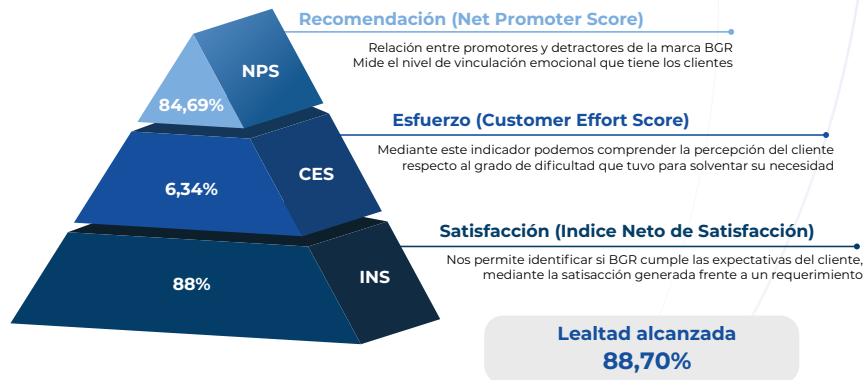 Recomendación (Net Promoter Score)
Relación entre promotores y detractores de la marca BGR
Mide el nivel de vinculación emocional que tiene los clientes
NPS
84,69%
Esfuerzo (Customer Effort Score)
Mediante este indicador podemos comprender la percepción del cliente
respecto al grado de dificultad que tuvo para solventar su necesidad
CES
6,34%
Satisfacción (Indice Neto de Satisfacción)
Nos permite identificar si BGR cumple las expectativas del cliente,
mediante la satisacción generada frente a un requerimiento
INS
88%
Lealtad alcanzada
88,70%